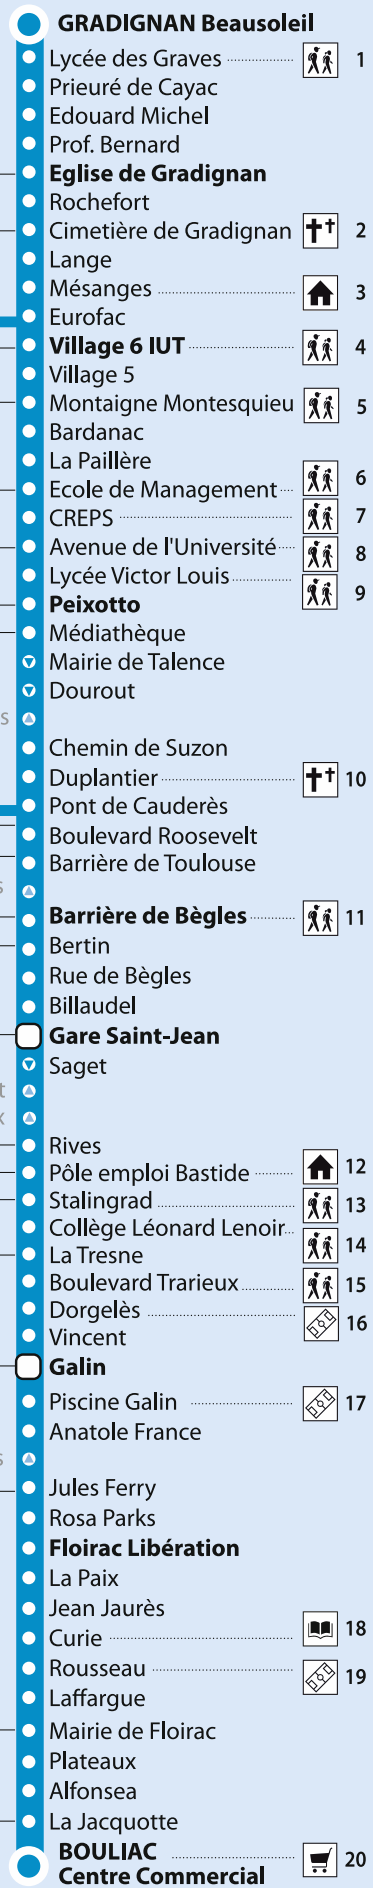 GRADIGNAN Beausoleil
Lycée des Graves 1
Prieuré de Cayac
Edouard Michel
Prof. Bernard
Eglise de Gradignan
Rochefort
Cimetière de Gradignan 2
Lange
Mésanges 3
Eurofac
Village 6 IUT 4
Village 5
Montaigne Montesquieu 5
Bardanac
La Paillère
Ecole de Management 6
CREPS 7
Avenue de l'Université 8
Lycée Victor Louis 9
Peixotto
Médiathèque
Mairie de Talence
Dourout
s
Chemin de Suzon
Duplantier 10
Pont de Cauderès
Boulevard Roosevelt
Barrière de Toulouse
s
Barrière de Bègles 11
Bertin
Rue de Bègles
Billaudel
Gare Saint-Jean
Saget
t
x
Rives
Pôle emploi Bastide 12
Stalingrad 13
Collège Léonard Lenoir 14
La Tresne
Boulevard Trarieux 15
Dorgelès 16
Vincent
Galin
Piscine Galin 17
Anatole France
s
Jules Ferry
Rosa Parks
Floirac Libération
La Paix
Jean Jaurès
Curie 18
Rousseau 19
Laffargue
Mairie de Floirac
Plateaux
Alfonsea
La Jacquotte
BOULIAC 20
Centre Commercial